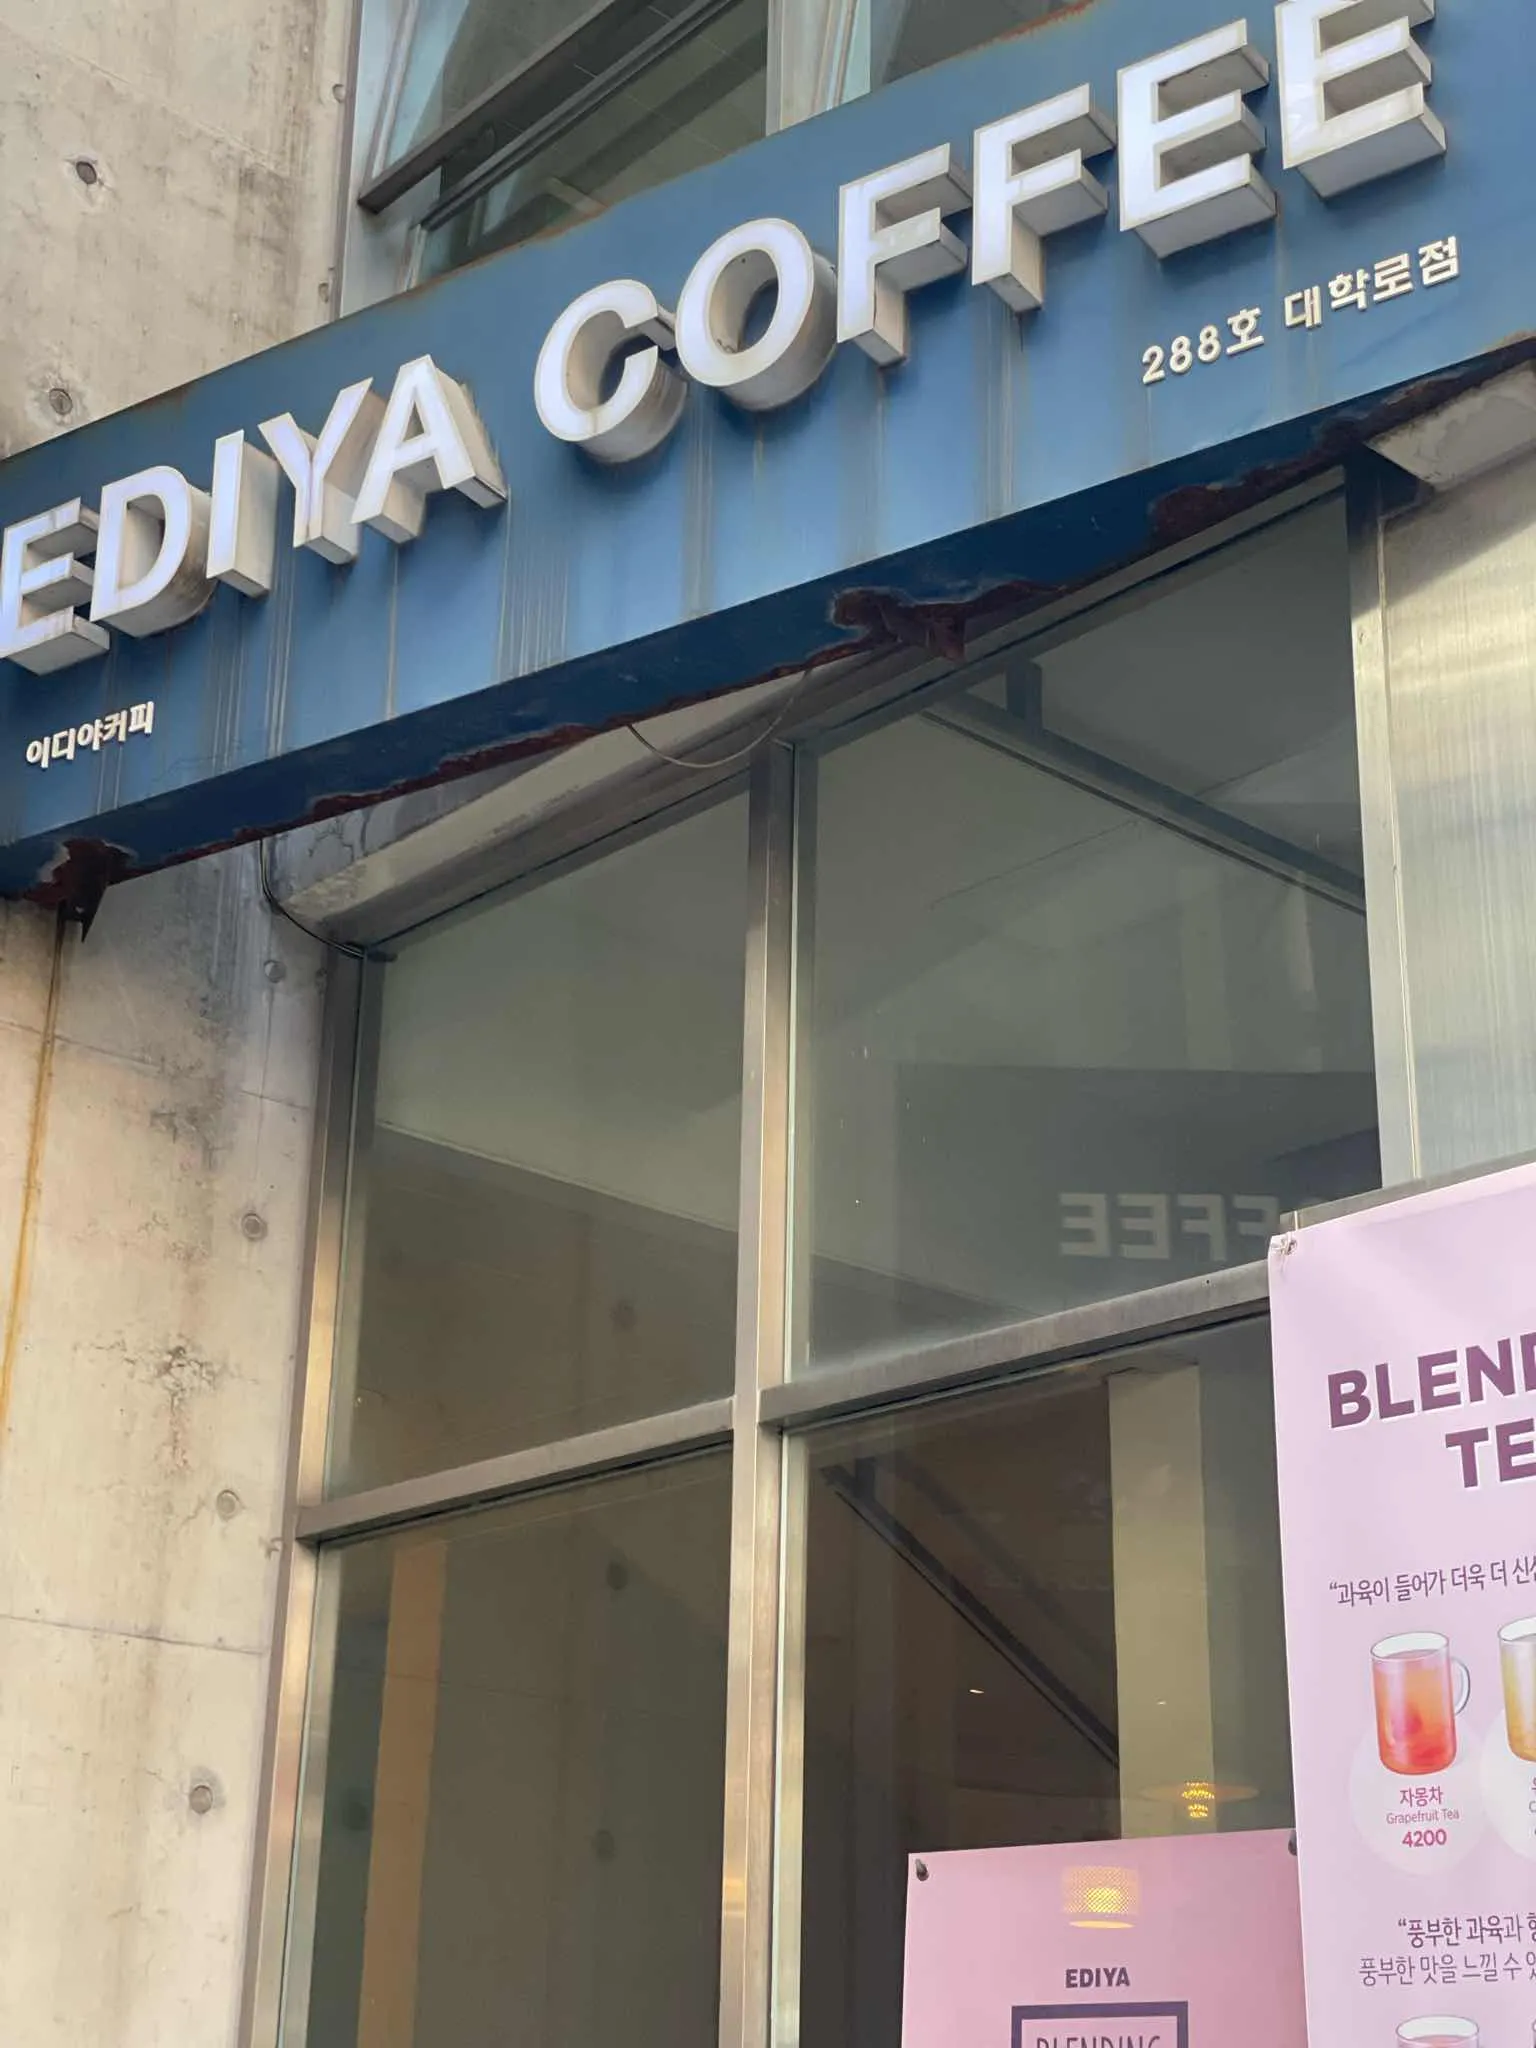 EDIYA COFFEE
288호 대학로점
이디야커피
FFEE
BLEND
TE
“과육이 들어가 더욱 더
자몽차
Grapefruit Tea
4200
“풍부한 과육과
풍부한 맛을 느낄 수
EDIYA
BLENDING